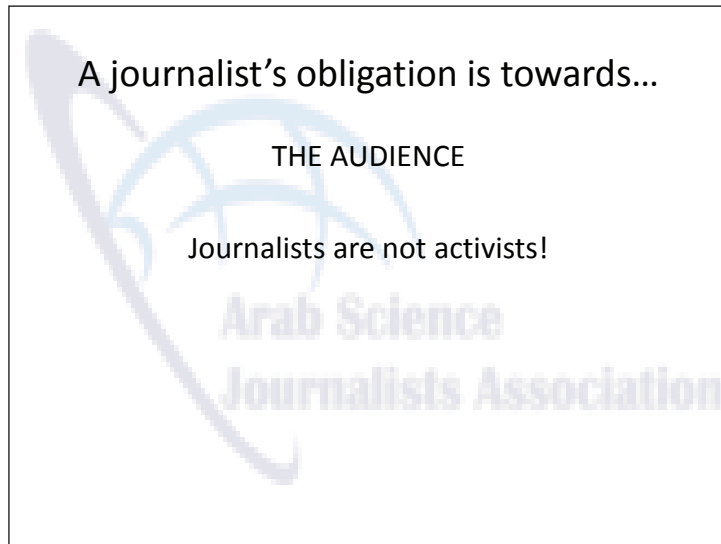 A journalist’s obligation is towards…
THE AUDIENCE
Journalists are not activists!
Arab Science
Journalists Association